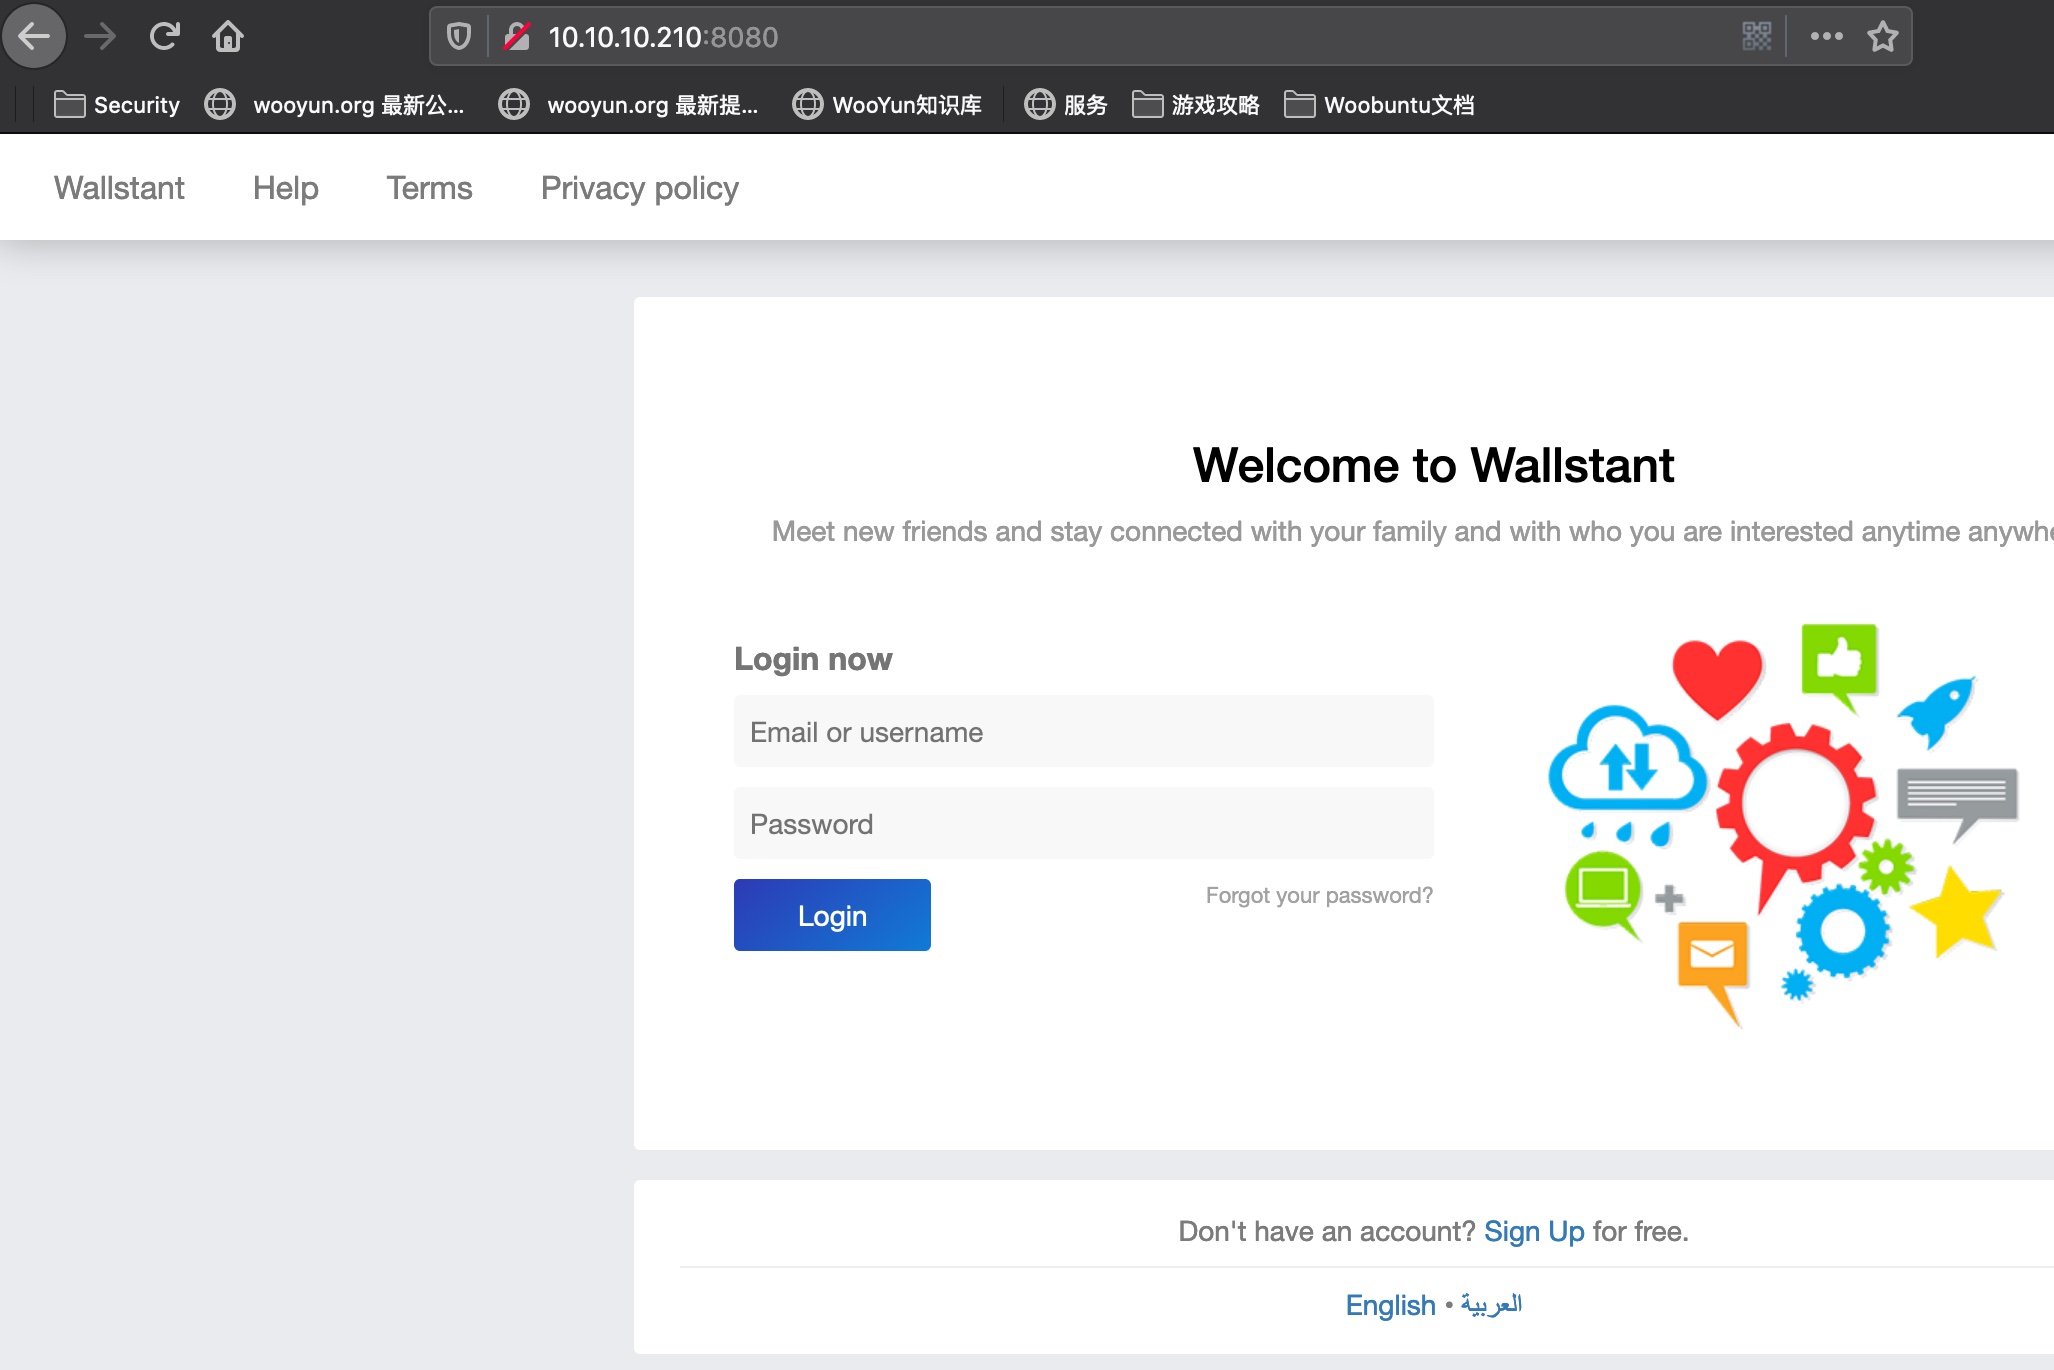 10.10.10.210:8080
Security wooyun.org 最新公... wooyun.org 最新提... WooYun知识库 服务 游戏攻略 Woobuntu文档
Wallstant Help Terms Privacy policy
Welcome to Wallstant
Meet new friends and stay connected with your family and with who you are interested anytime
Login now
Email or username
Password
Login Forgot your password?
Don't have an account? Sign Up for free.
English • العربية